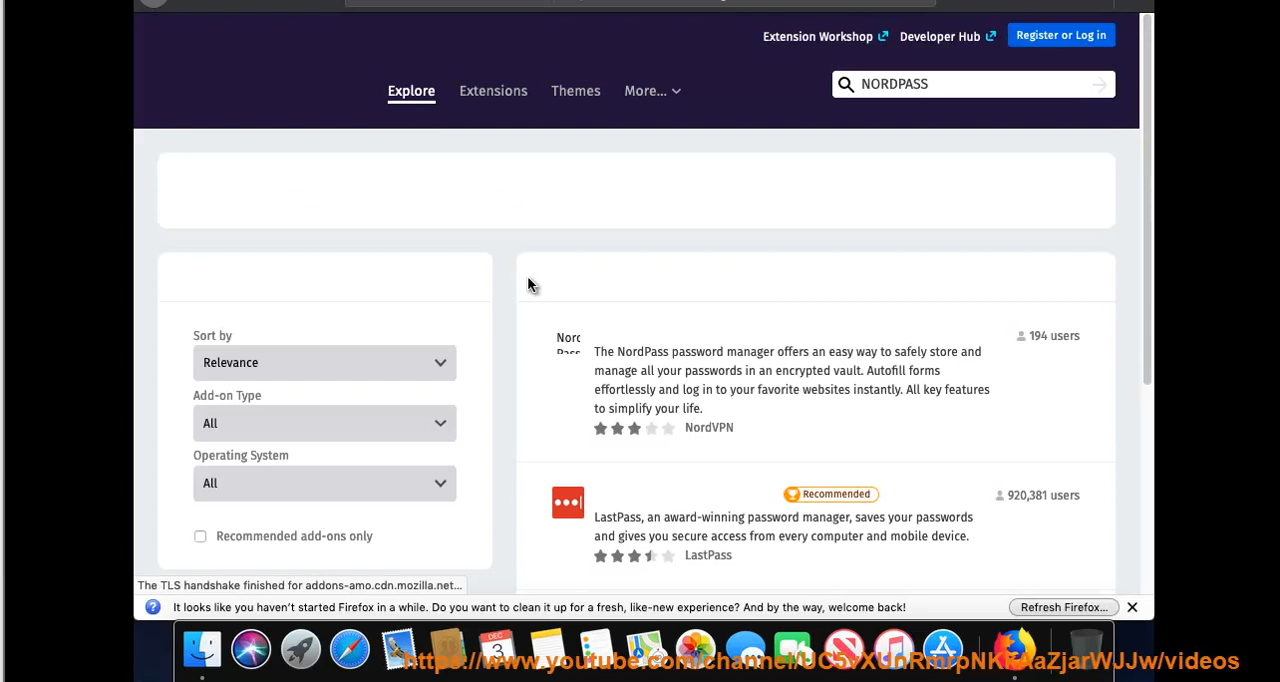 Extension Workshop
Developer Hub
Register or Log in
Explore
Extensions
Themes
More...
NORDPASS
Sort by
Relevance
Add-on Type
All
Operating System
All
Recommended add-ons only
Nord
194 users
The NordPass password manager offers an easy way to safely store and
manage all your passwords in an encrypted vault. Autofill forms
effortlessly and log in to your favorite websites instantly. All key features
to simplify your life.
NordVPN
Recommended
920,381 users
LastPass, an award-winning password manager, saves your passwords
and gives you secure access from every computer and mobile device.
LastPass
The TLS handshake finished for addons-amo.cdn.mozilla.net...
It looks like you haven't started Firefox in a while. Do you want to clean it up for a fresh, like-new experience? And by the way, welcome back!
Refresh Firefox...
DEC
3